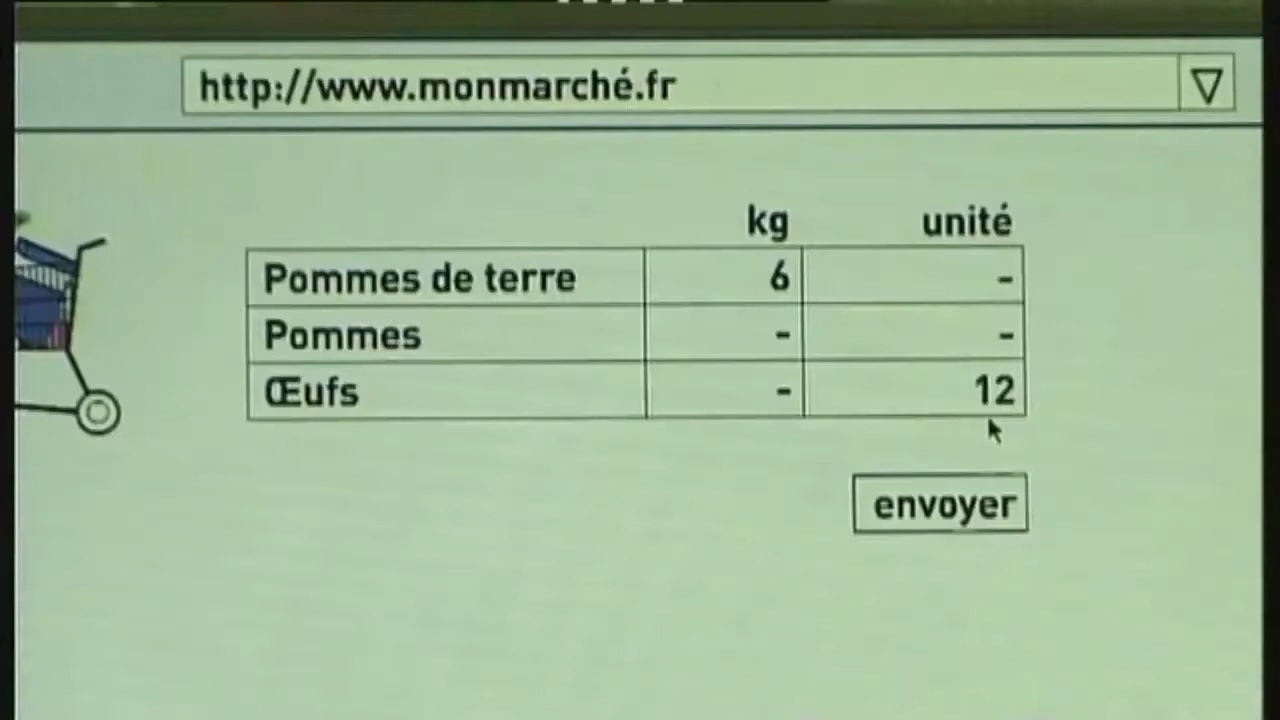 http://www.monmarché.fr
kg unité
Pommes de terre 6 -
Pommes - -
Œufs - 12
envoyer